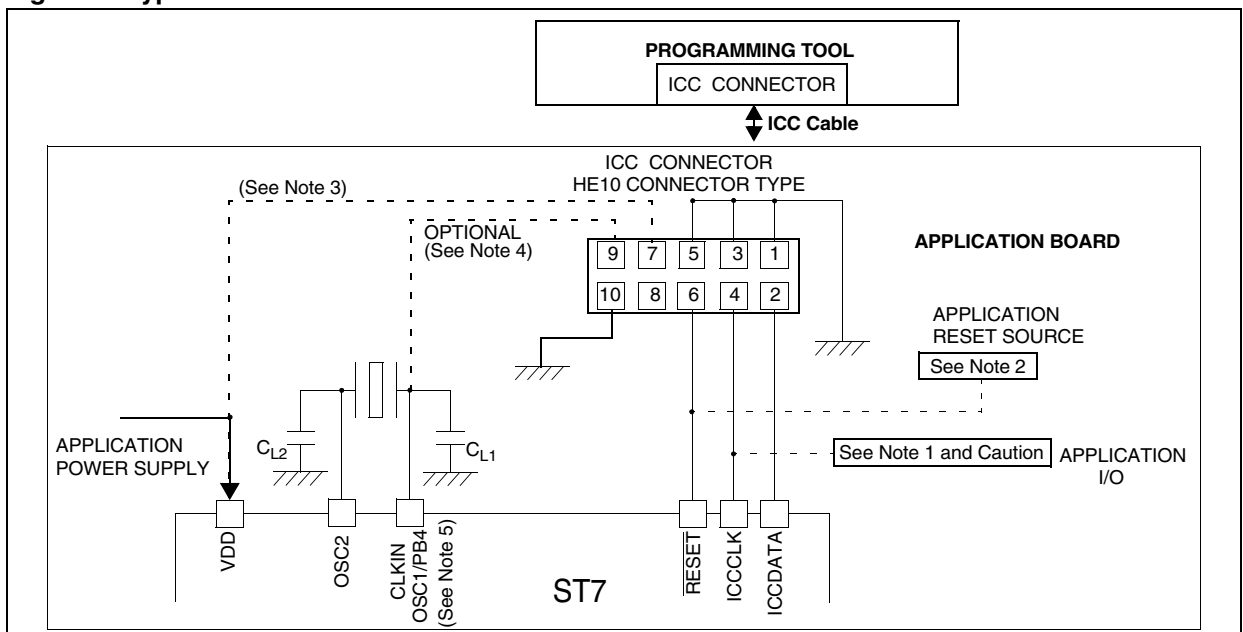 PROGRAMMING TOOL
ICC CONNECTOR
ICC Cable
ICC CONNECTOR
HE10 CONNECTOR TYPE
(See Note 3)
OPTIONAL
(See Note 4)
9 7 5 3 1
10 8 6 4 2
APPLICATION BOARD
APPLICATION
RESET SOURCE
See Note 2
APPLICATION
POWER SUPPLY
CL2
CL1
See Note 1 and Caution
APPLICATION
I/O
VDD
OSC2
CLKIN
OSC1/PB4
(See Note 5)
ST7
RESET
ICCCLK
ICCDATA